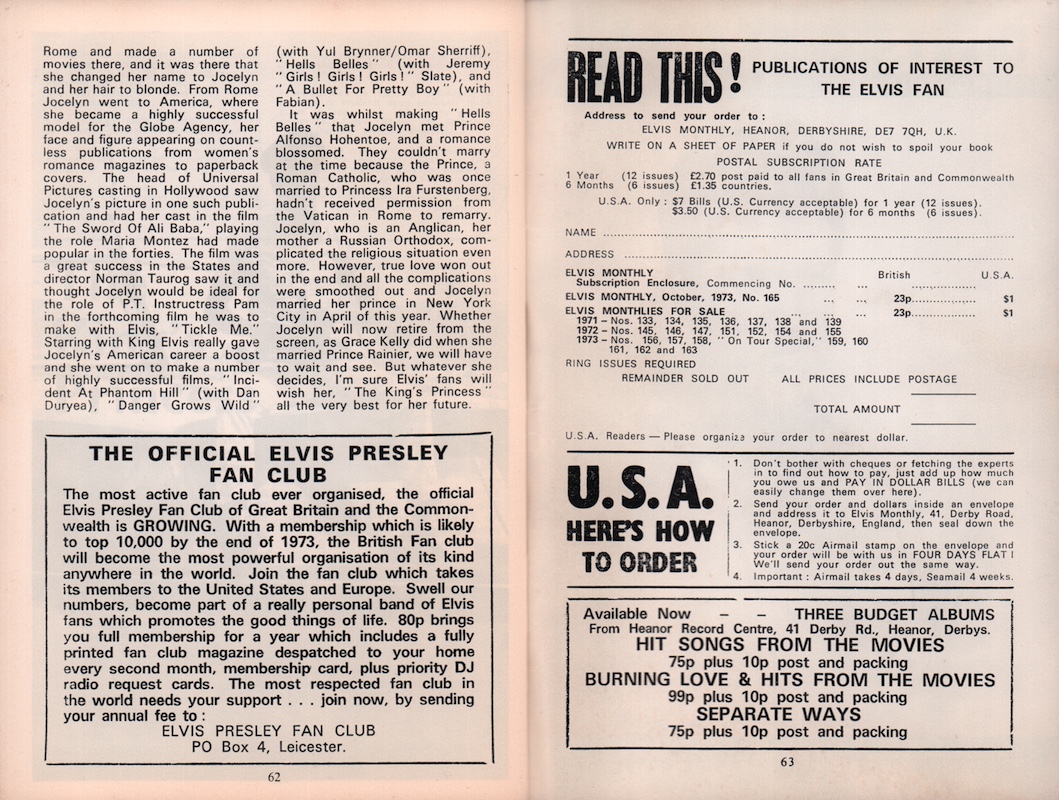 Rome and made a number of
movies there, and it was there that
she changed her name to Jocelyn
and her hair to blonde. From Rome
Jocelyn went to America, where
she became a highly successful
model for the Globe Agency, her
face and figure appearing on count-
less publications from women's
romance magazines to paperback
covers. The head of Universal
Pictures casting in Hollywood saw
Jocelyn's picture in one such publi-
cation and had her cast in the film
"The Sword Of Ali Baba," playing
the role Maria Montez had made
popular in the forties. The film was
a great success in the States and
director Norman Taurog saw it and
thought Jocelyn would be ideal for
the role of P.T. Instructress Pam
in the forthcoming film he was to
make with Elvis, "Tickle Me."
Starring with King Elvis really gave
Jocelyn's American career a boost
and she went on to make a number
of highly successful films, "Inci-
dent At Phantom Hill" (with Dan
Duryea), "Danger Grows Wild"
(with Yul Brynner/Omar Sherriff),
"Hells Belles" (with Jeremy
"Girls! Girls! Girls!" Slate), and
"A Bullet For Pretty Boy" (with
Fabian).
It was whilst making "Hells
Belles" that Jocelyn met Prince
Alfonso Hohentoe, and a romance
blossomed. They couldn't marry
at the time because the Prince, a
Roman Catholic, who was once
married to Princess Ira Furstenberg,
hadn't received permission from
the Vatican in Rome to remarry.
Jocelyn, who is an Anglican, her
mother a Russian Orthodox, com-
plicated the religious situation even
more. However, true love won out
in the end and all the complications
were smoothed out and Jocelyn
married her prince in New York
City in April of this year. Whether
Jocelyn will now retire from the
screen, as Grace Kelly did when she
married Prince Rainier, we will have
to wait and see. But whatever she
decides, I'm sure Elvis' fans will
wish her, "The King's Princess"
all the very best for her future.
THE OFFICIAL ELVIS PRESLEY
FAN CLUB
The most active fan club ever organised, the official
Elvis Presley Fan Club of Great Britain and the Common-
wealth is GROWING. With a membership which is likely
to top 10,000 by the end of 1973, the British Fan club
will become the most powerful organisation of its kind
anywhere in the world. Join the fan club which takes
its members to the United States and Europe. Swell our
numbers, become part of a really personal band of Elvis
fans which promotes the good things of life. 80p brings
you full membership for a year which includes a fully
printed fan club magazine despatched to your home
every second month, membership card, plus priority DJ
radio request cards. The most respected fan club in
the world needs your support . . . join now, by sending
your annual fee to :
ELVIS PRESLEY FAN CLUB
PO Box 4, Leicester.
62
READ THIS! PUBLICATIONS OF INTEREST TO
THE ELVIS FAN
Address to send your order to :
ELVIS MONTHLY, HEANOR, DERBYSHIRE, DE7 7QH, U.K.
WRITE ON A SHEET OF PAPER if you do not wish to spoil your book
POSTAL SUBSCRIPTION RATE
1 Year (12 issues) £2.70 post paid to all fans in Great Britain and Commonwealth
6 Months (6 issues) £1.35 countries.
U.S.A. Only : $7 Bills (U.S. Currency acceptable) for 1 year (12 issues).
$3.50 (U.S. Currency acceptable) for 6 months (6 issues).
NAME
ADDRESS
ELVIS MONTHLY British U.S.A.
Subscription Enclosure, Commencing No. ......... ...
ELVIS MONTHLY, October, 1973, No. 165 ... ... 23p................ $1
ELVIS MONTHLIES FOR SALE ... ... ... 23p................ $1
1971 – Nos. 133, 134, 135, 136, 137, 138 and 139
1972 – Nos. 145, 146, 147, 151, 152, 154 and 155
1973 – Nos. 156, 157, 158, "On Tour Special," 159, 160
161, 162 and 163
RING ISSUES REQUIRED
REMAINDER SOLD OUT ALL PRICES INCLUDE POSTAGE
TOTAL AMOUNT
U.S.A. Readers — Please organize your order to nearest dollar.
U.S.A.
HERE'S HOW
TO ORDER
1. Don't bother with cheques or fetching the experts
in to find out how to pay, just add up how much
you owe us and PAY IN DOLLAR BILLS (we can
easily change them over here).
2. Send your order and dollars inside an envelope
and address it to Elvis Monthly, 41, Derby Road,
Heanor, Derbyshire, England, then seal down the
envelope.
3. Stick a 20c Airmail stamp on the envelope and
your order will be with us in FOUR DAYS FLAT!
We'll send your order out the same way.
4. Important : Airmail takes 4 days, Seamail 4 weeks.
Available Now – – THREE BUDGET ALBUMS
From Heanor Record Centre, 41 Derby Rd., Heanor, Derbys.
HIT SONGS FROM THE MOVIES
75p plus 10p post and packing
BURNING LOVE & HITS FROM THE MOVIES
99p plus 10p post and packing
SEPARATE WAYS
75p plus 10p post and packing
63